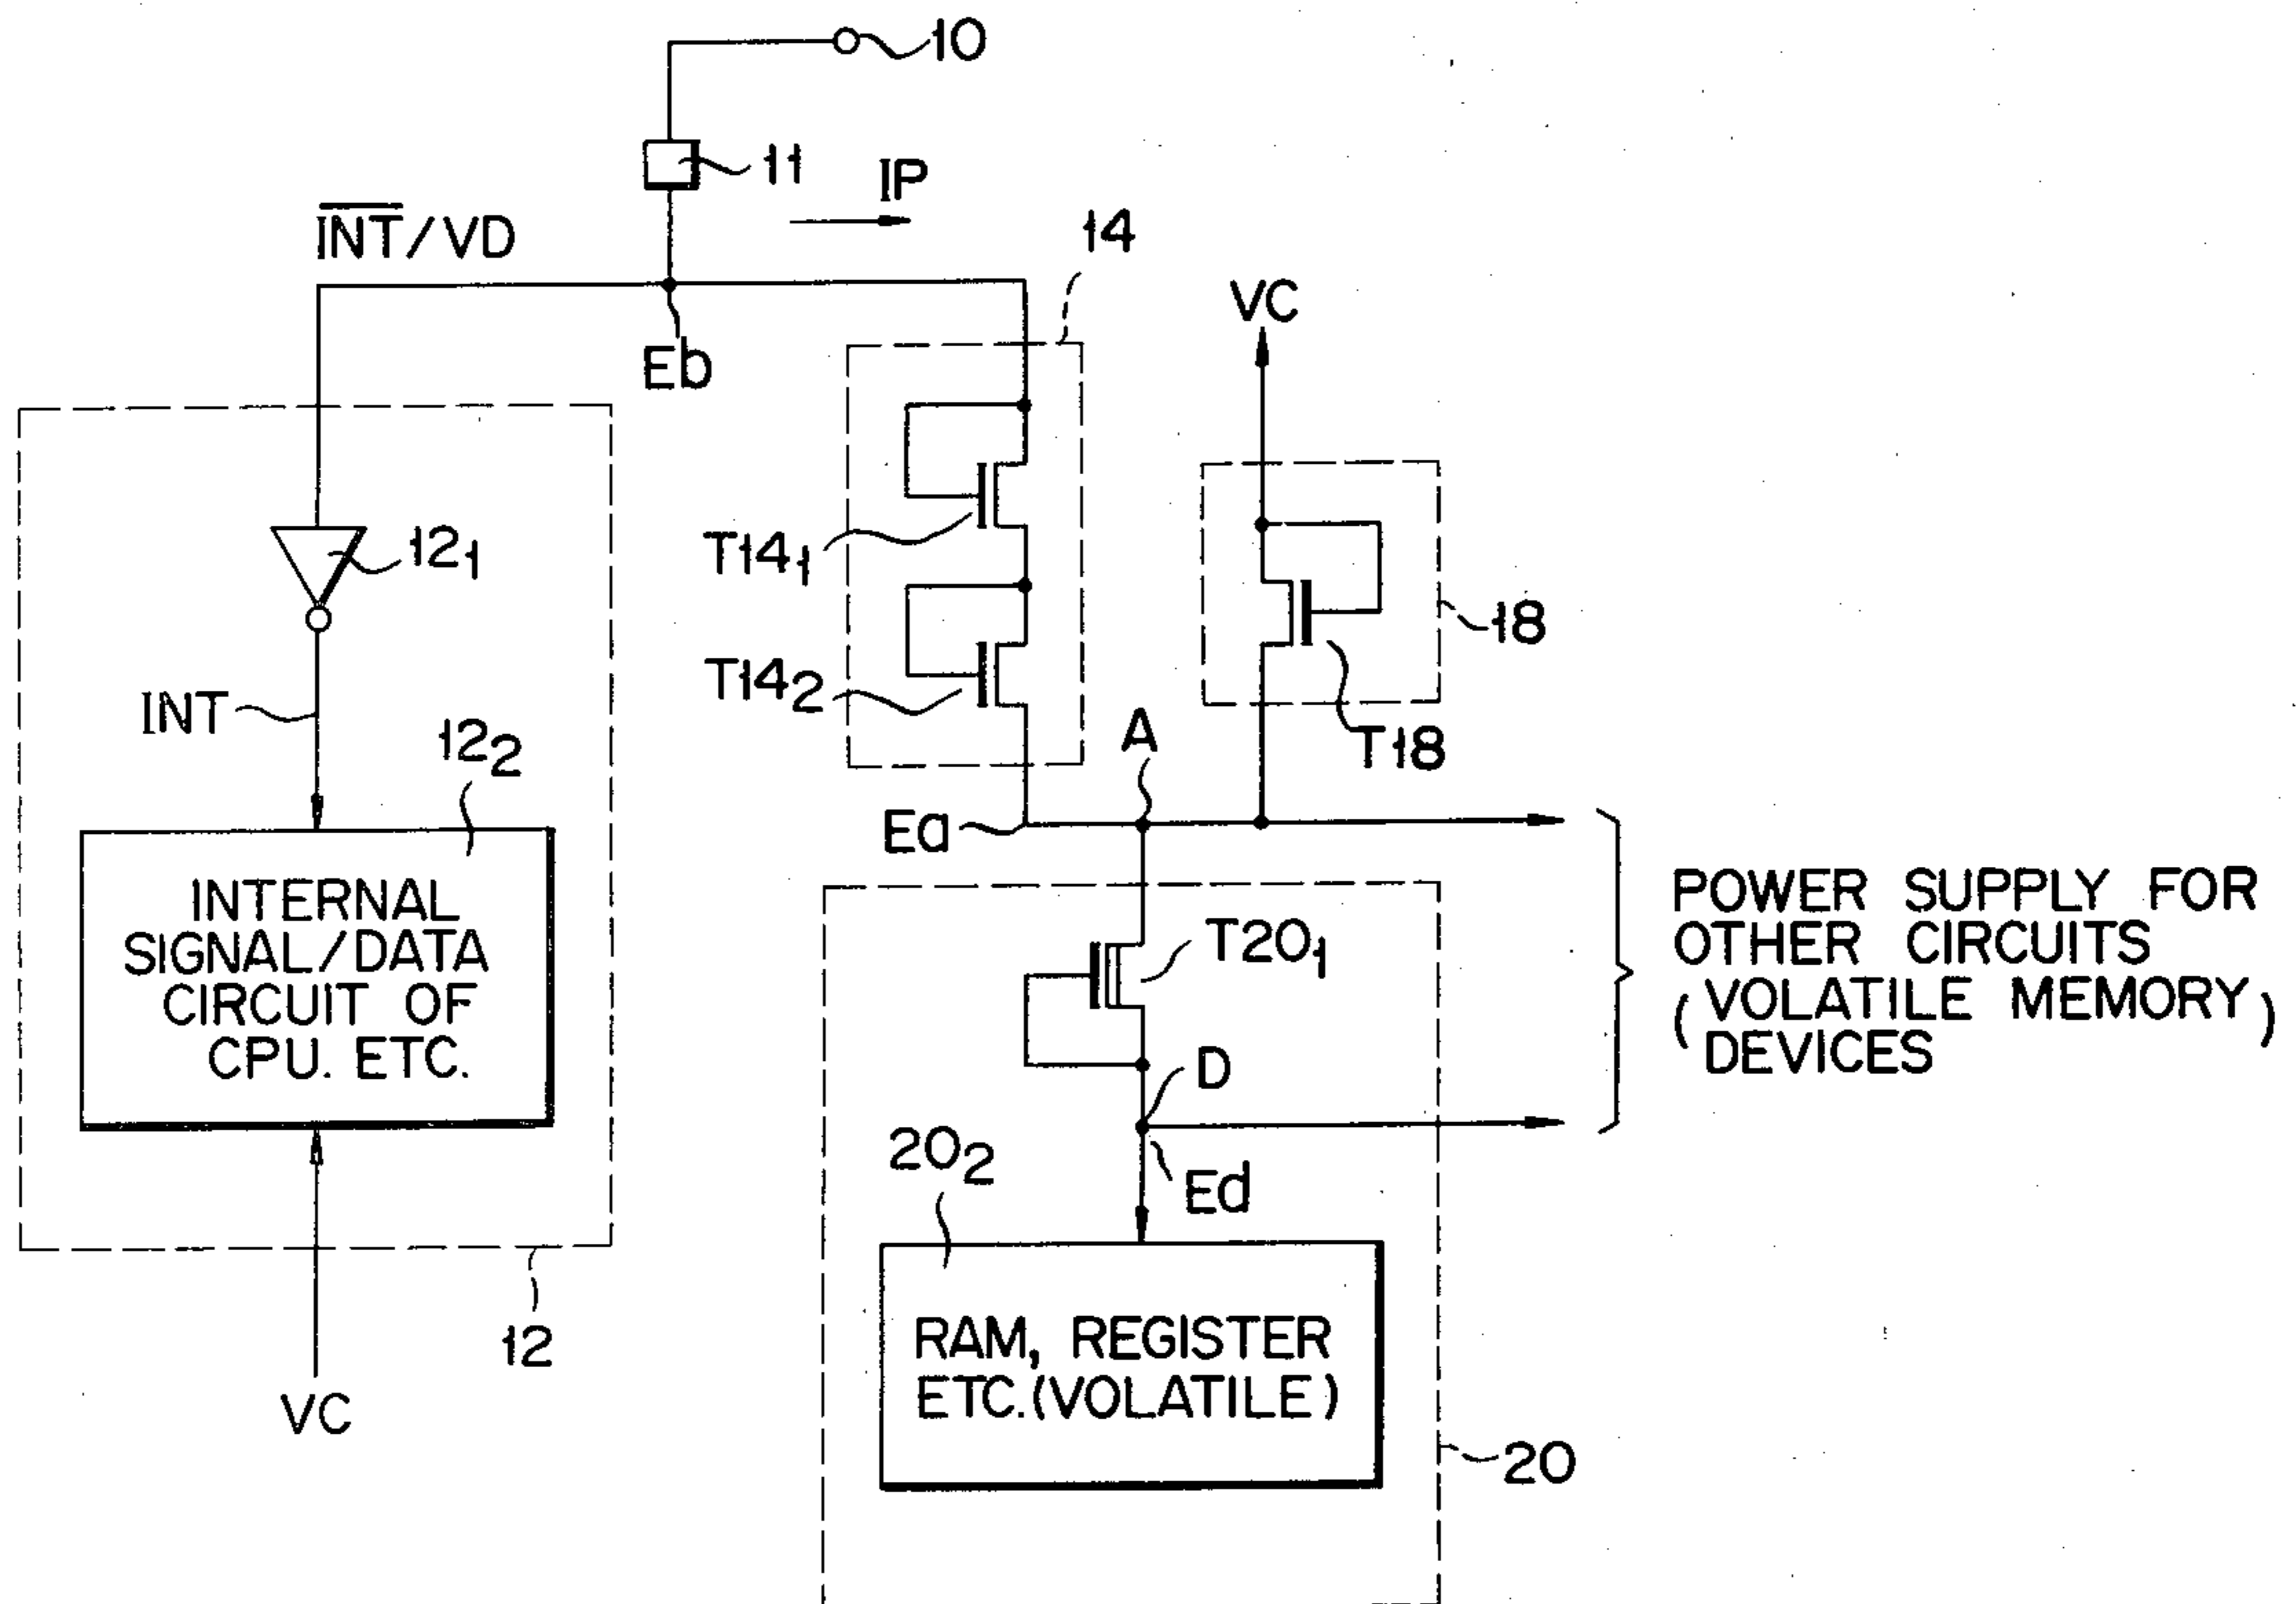 10
11
IP
INT/VD
14
VC
Eb
12₁
T14₁
18
INT
T14₂
12₂
A
T18
Ea
INTERNAL
SIGNAL/DATA
CIRCUIT OF
CPU. ETC.
POWER SUPPLY FOR
OTHER CIRCUITS
(VOLATILE MEMORY)
DEVICES
T20₁
D
20₂
Ed
12
RAM, REGISTER
ETC.(VOLATILE)
VC
20